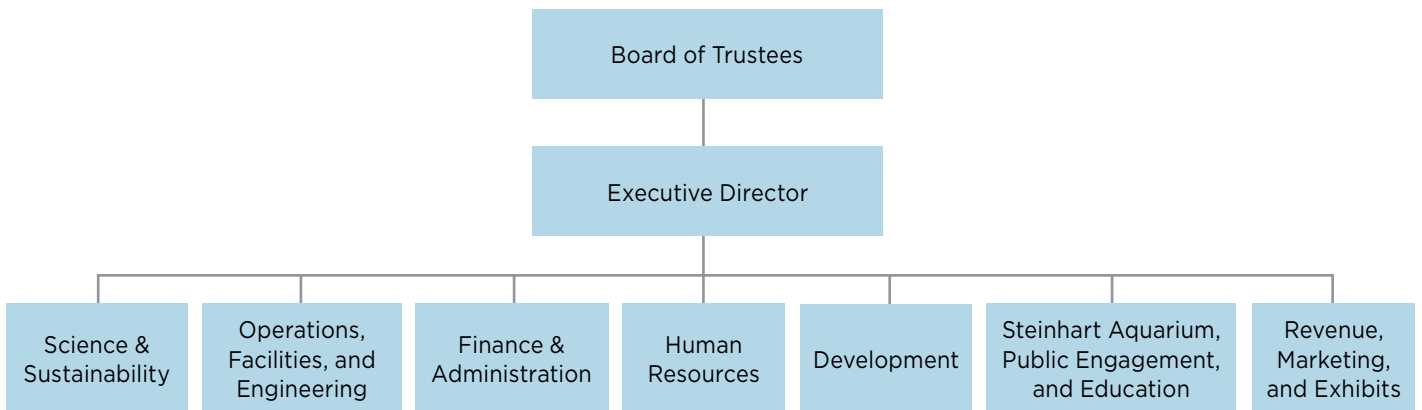 Board of Trustees
Executive Director
Science &
Sustainability
Operations,
Facilities, and
Engineering
Finance &
Administration
Human
Resources
Development
Steinhart Aquarium,
Public Engagement,
and Education
Revenue,
Marketing,
and Exhibits